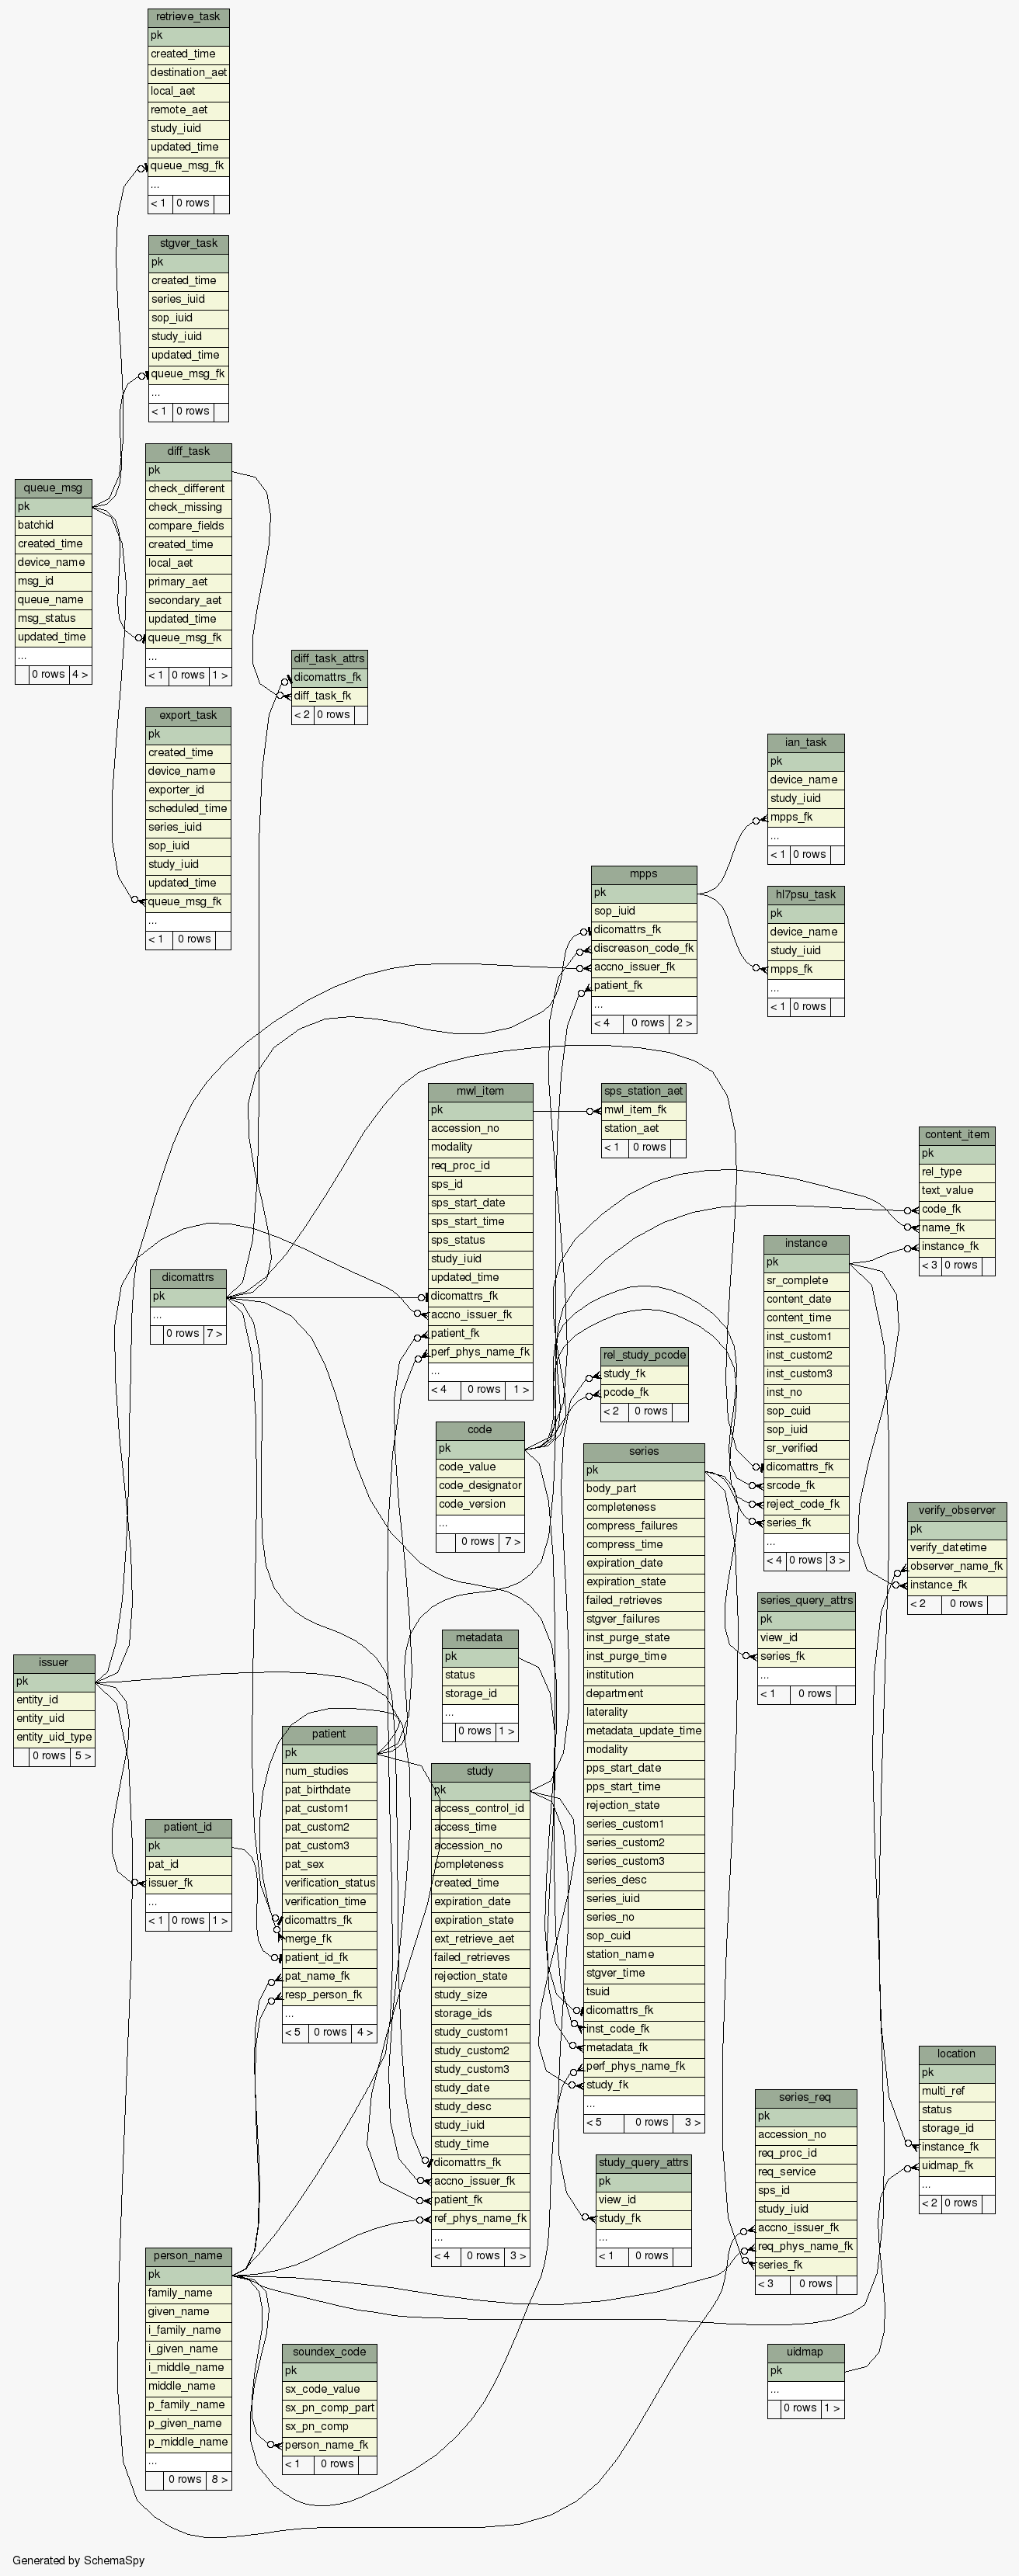 retrieve_task
pk
created_time
destination_aet
local_aet
remote_aet
study_iuid
updated_time
queue_msg_fk
...
< 1 0 rows
stgver_task
pk
created_time
series_iuid
sop_iuid
study_iuid
updated_time
queue_msg_fk
...
< 1 0 rows
diff_task
pk
check_different
check_missing
compare_fields
created_time
local_aet
primary_aet
secondary_aet
updated_time
queue_msg_fk
...
< 1 0 rows 1 >
queue_msg
pk
batchid
created_time
device_name
msg_id
queue_name
msg_status
updated_time
...
0 rows 4 >
diff_task_attrs
dicomattrs_fk
diff_task_fk
< 2 0 rows
export_task
pk
created_time
device_name
exporter_id
scheduled_time
series_iuid
sop_iuid
study_iuid
updated_time
queue_msg_fk
...
< 1 0 rows
ian_task
pk
device_name
study_iuid
mpps_fk
...
< 1 0 rows
mpps
pk
sop_iuid
dicomattrs_fk
discreason_code_fk
accno_issuer_fk
patient_fk
...
< 4 0 rows 2 >
hl7psu_task
pk
device_name
study_iuid
mpps_fk
...
< 1 0 rows
mwl_item
pk
accession_no
modality
req_proc_id
sps_id
sps_start_date
sps_start_time
sps_status
study_iuid
updated_time
dicomattrs_fk
accno_issuer_fk
patient_fk
perf_phys_name_fk
...
< 4 0 rows 1 >
sps_station_aet
mwl_item_fk
station_aet
< 1 0 rows
content_item
pk
rel_type
text_value
code_fk
name_fk
instance_fk
< 3 0 rows
instance
pk
sr_complete
content_date
content_time
inst_custom1
inst_custom2
inst_custom3
inst_no
sop_cuid
sop_iuid
sr_verified
dicomattrs_fk
srcode_fk
reject_code_fk
series_fk
...
< 4 0 rows 3 >
dicomattrs
pk
...
0 rows 7 >
rel_study_pcode
study_fk
pcode_fk
< 2 0 rows
code
pk
code_value
code_designator
code_version
...
0 rows 7 >
series
pk
body_part
completeness
compress_failures
compress_time
expiration_date
expiration_state
failed_retrieves
stgver_failures
inst_purge_state
inst_purge_time
institution
department
laterality
metadata_update_time
modality
pps_start_date
pps_start_time
rejection_state
series_custom1
series_custom2
series_custom3
series_desc
series_iuid
series_no
sop_cuid
station_name
stgver_time
tsuid
dicomattrs_fk
inst_code_fk
metadata_fk
perf_phys_name_fk
study_fk
...
< 5 0 rows 3 >
verify_observer
pk
verify_datetime
observer_name_fk
instance_fk
< 2 0 rows
series_query_attrs
pk
view_id
series_fk
...
< 1 0 rows
metadata
pk
status
storage_id
...
0 rows 1 >
issuer
pk
entity_id
entity_uid
entity_uid_type
0 rows 5 >
patient
pk
num_studies
pat_birthdate
pat_custom1
pat_custom2
pat_custom3
pat_sex
verification_status
verification_time
dicomattrs_fk
merge_fk
patient_id_fk
pat_name_fk
resp_person_fk
...
< 5 0 rows 4 >
study
pk
access_control_id
access_time
accession_no
completeness
created_time
expiration_date
expiration_state
ext_retrieve_aet
failed_retrieves
rejection_state
study_size
storage_ids
study_custom1
study_custom2
study_custom3
study_date
study_desc
study_iuid
study_time
dicomattrs_fk
accno_issuer_fk
patient_fk
ref_phys_name_fk
...
< 4 0 rows 3 >
patient_id
pk
pat_id
issuer_fk
...
< 1 0 rows 1 >
location
pk
multi_ref
status
storage_id
instance_fk
uidmap_fk
...
< 2 0 rows
series_req
pk
accession_no
req_proc_id
req_service
sps_id
study_iuid
accno_issuer_fk
req_phys_name_fk
series_fk
< 3 0 rows
study_query_attrs
pk
view_id
study_fk
...
< 1 0 rows
person_name
pk
family_name
given_name
i_family_name
i_given_name
i_middle_name
middle_name
p_family_name
p_given_name
p_middle_name
...
0 rows 8 >
soundex_code
pk
sx_code_value
sx_pn_comp_part
sx_pn_comp
person_name_fk
< 1 0 rows
uidmap
pk
...
0 rows 1 >
Generated by SchemaSpy